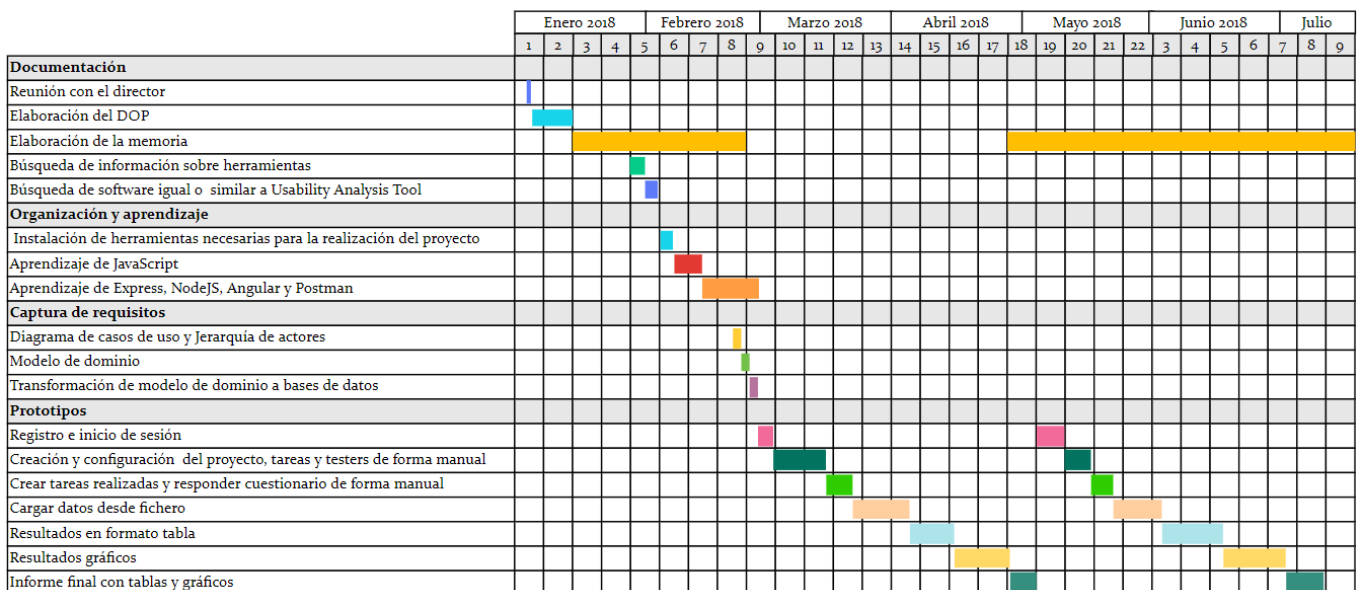 Enero 2018 Febrero 2018 Marzo 2018 Abril 2018 Mayo 2018 Junio 2018 Julio
1 2 3 4 5 6 7 8 9 10 11 12 13 14 15 16 17 18 19 20 21 22 3 4 5 6 7 8 9
Documentación
Reunión con el director
Elaboración del DOP
Elaboración de la memoria
Búsqueda de información sobre herramientas
Búsqueda de software igual o similar a Usability Analysis Tool
Organización y aprendizaje
Instalación de herramientas necesarias para la realización del proyecto
Aprendizaje de JavaScript
Aprendizaje de Express, NodeJS, Angular y Postman
Captura de requisitos
Diagrama de casos de uso y Jerarquía de actores
Modelo de dominio
Transformación de modelo de dominio a bases de datos
Prototipos
Registro e inicio de sesión
Creación y configuración del proyecto, tareas y testers de forma manual
Crear tareas realizadas y responder cuestionario de forma manual
Cargar datos desde fichero
Resultados en formato tabla
Resultados gráficos
Informe final con tablas y gráficos